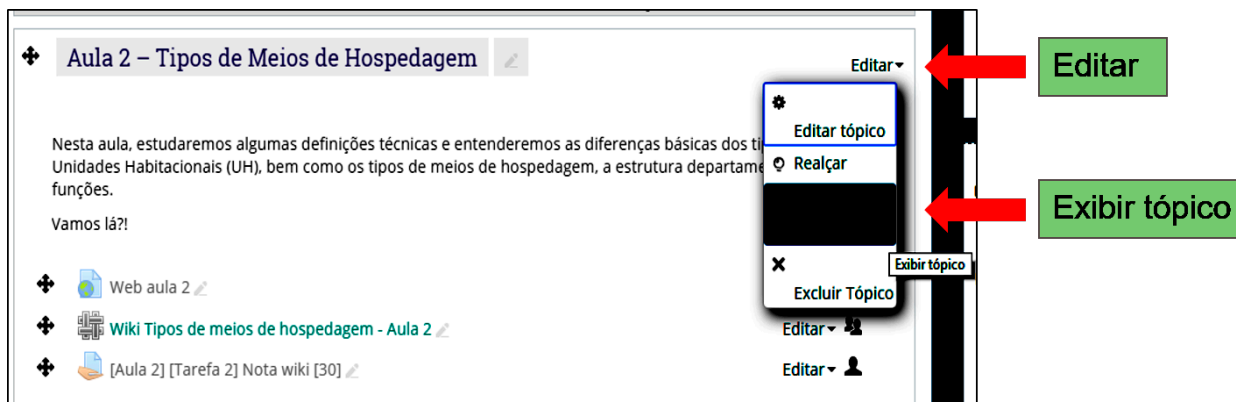 Aula 2 – Tipos de Meios de Hospedagem
Editar
Editar
Editar tópico
Nesta aula, estudaremos algumas definições técnicas e entenderemos as diferenças básicas dos
Unidades Habitacionais (UH), bem como os tipos de meios de hospedagem, a estrutura
funções.
Realçar
Exibir tópico
Vamos lá?!
Exibir tópico
Excluir Tópico
Web aula 2
Wiki Tipos de meios de hospedagem - Aula 2
Editar
[Aula 2] [Tarefa 2] Nota wiki [30]
Editar